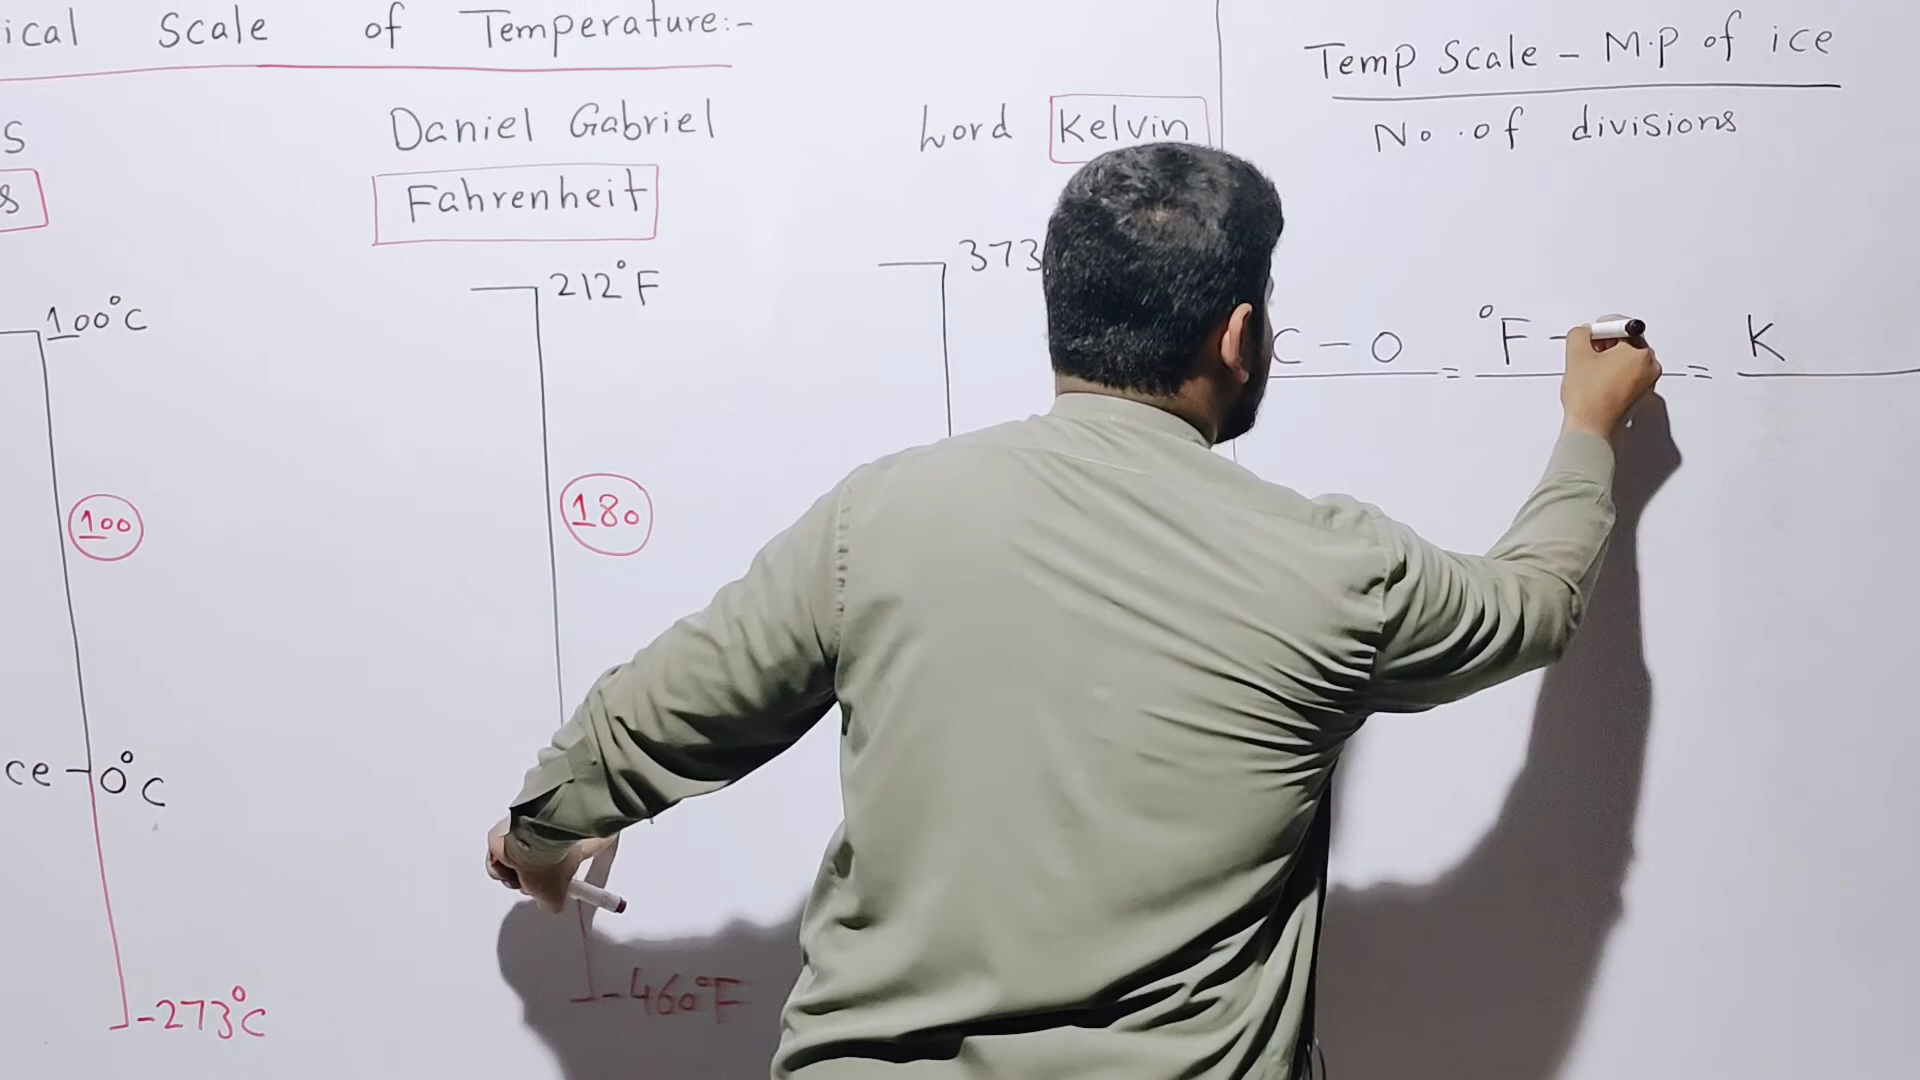 ical Scale of Temperature:-
Temp Scale - M.p of ice
No. of divisions
s
Daniel Gabriel
Lord Kelvin
s
Fahrenheit
100°C
212°F
373
C - 0 = °F - = K
100
180
ce - 0°C
-273°C
-460°F